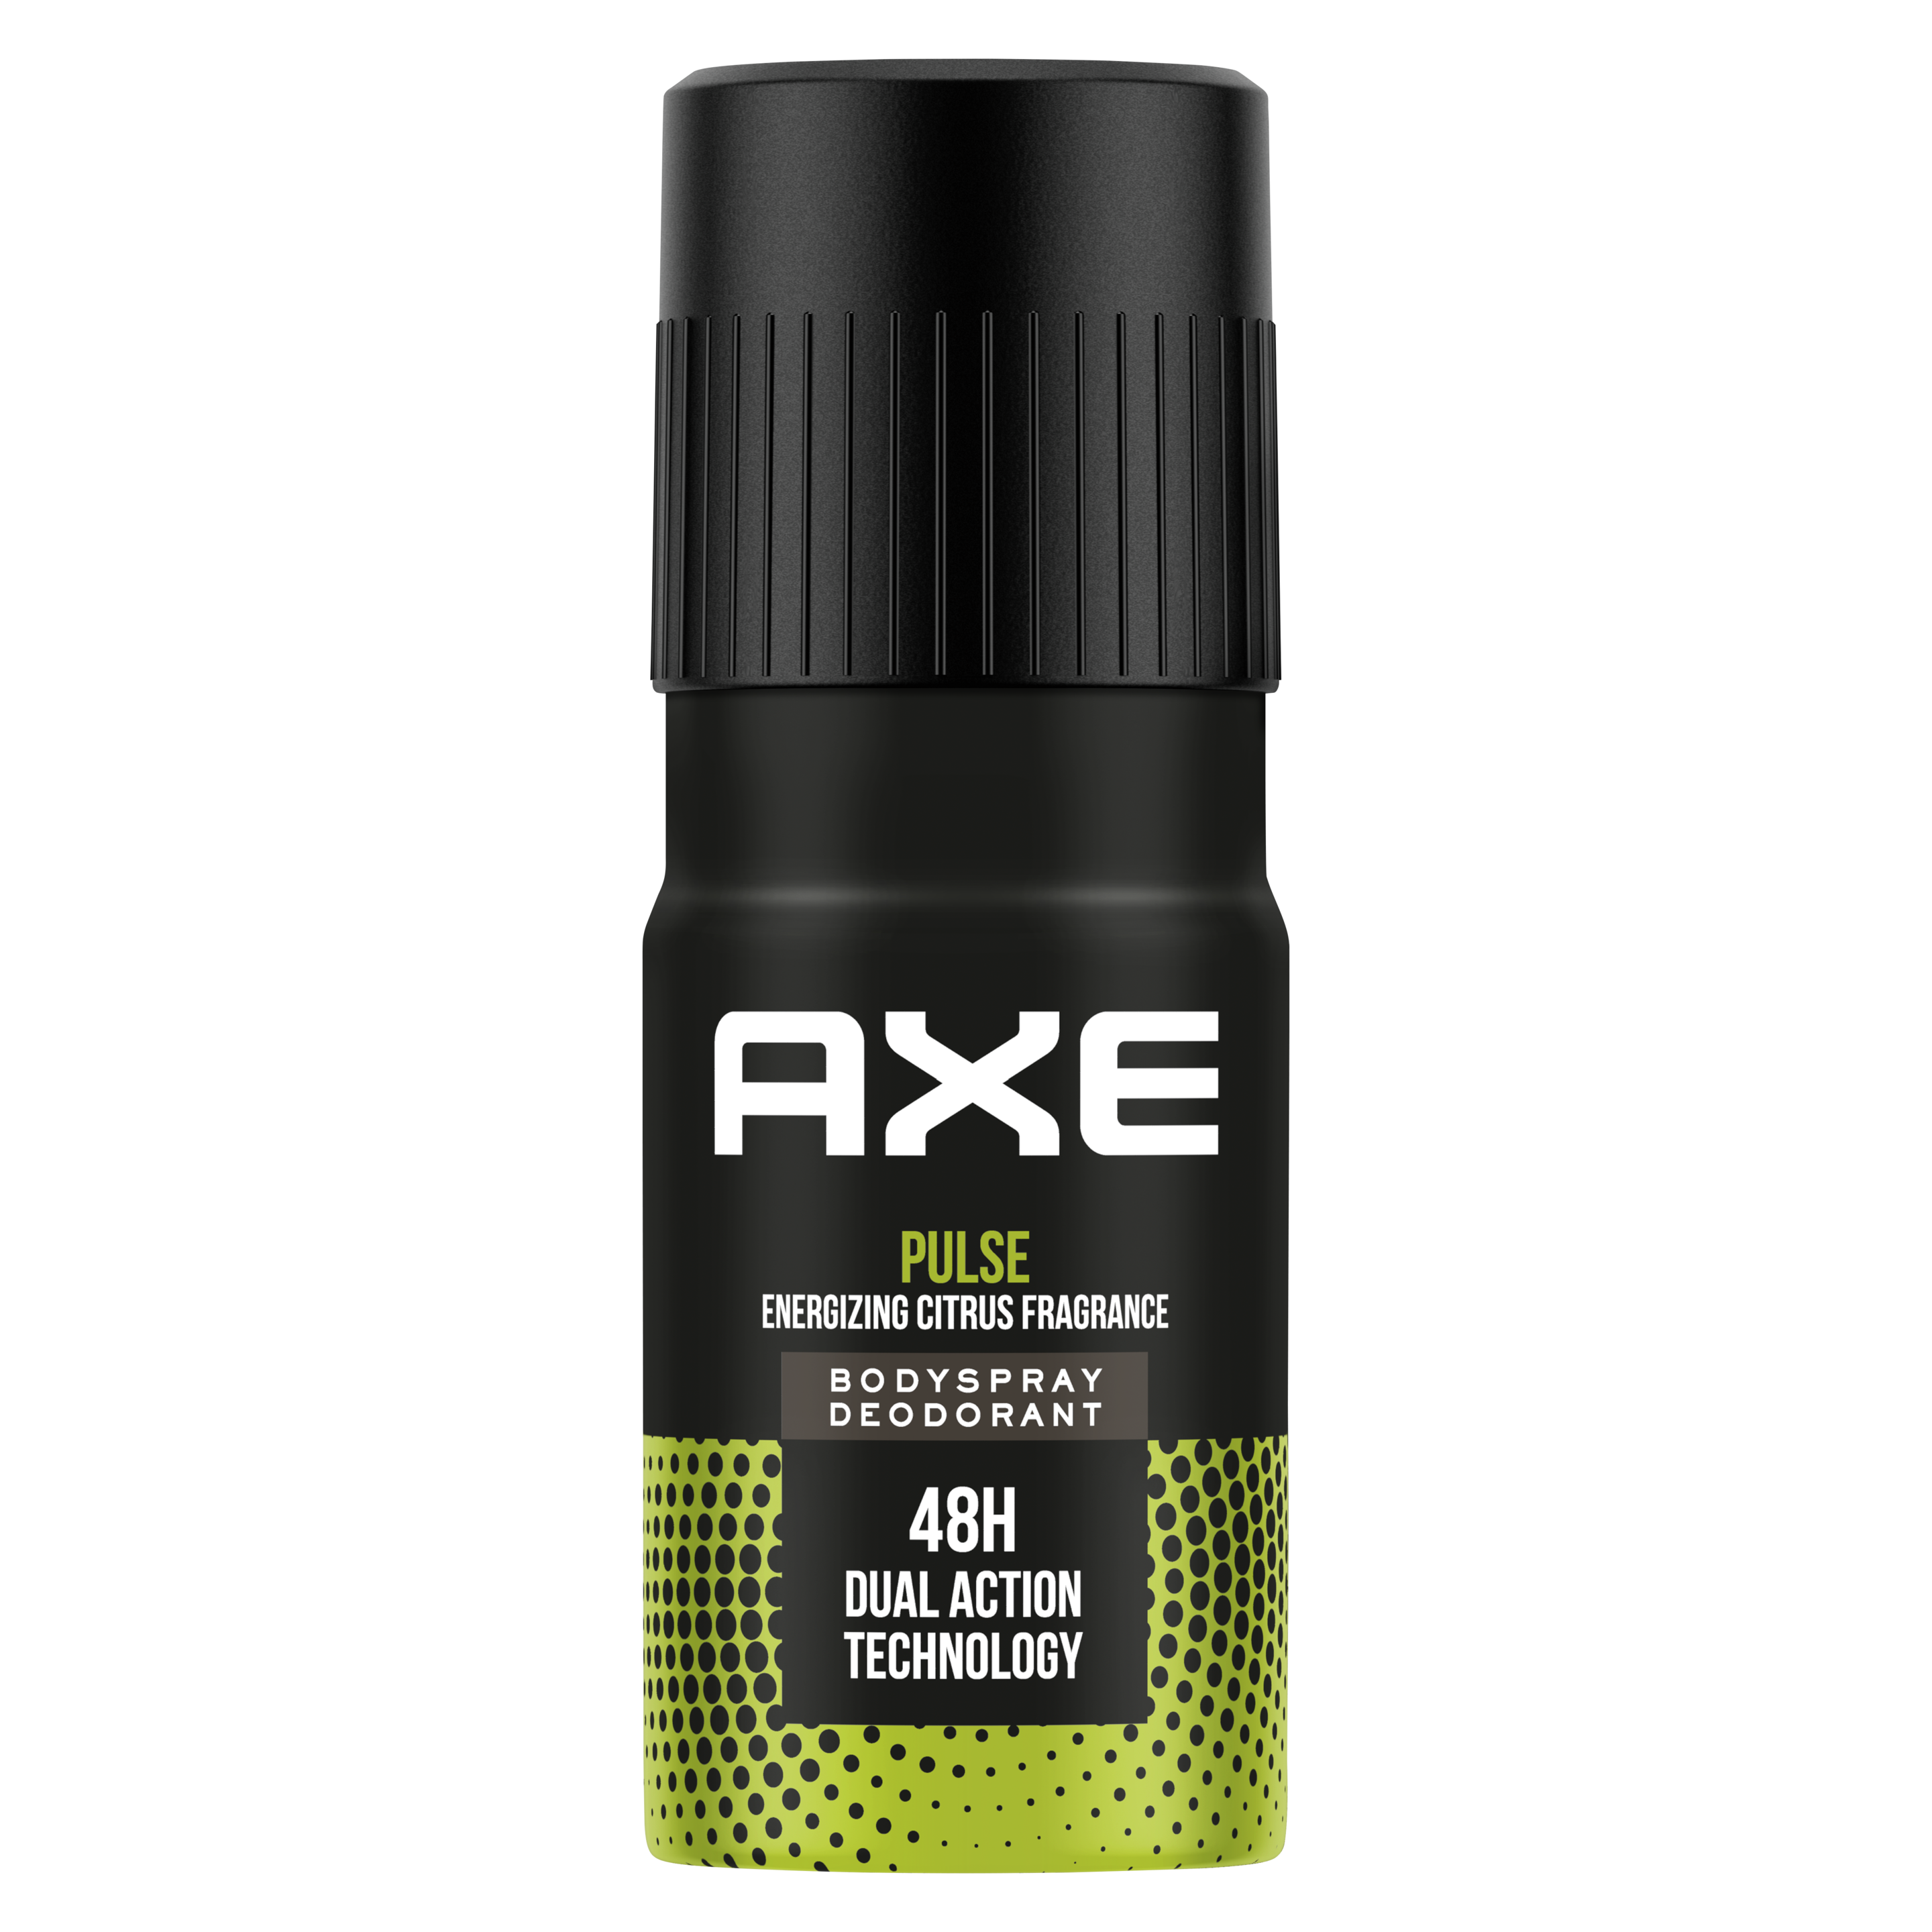 AXE
PULSE
ENERGIZING CITRUS FRAGRANCE
BODYSPRAY
DEODORANT
48H
DUAL ACTION
TECHNOLOGY